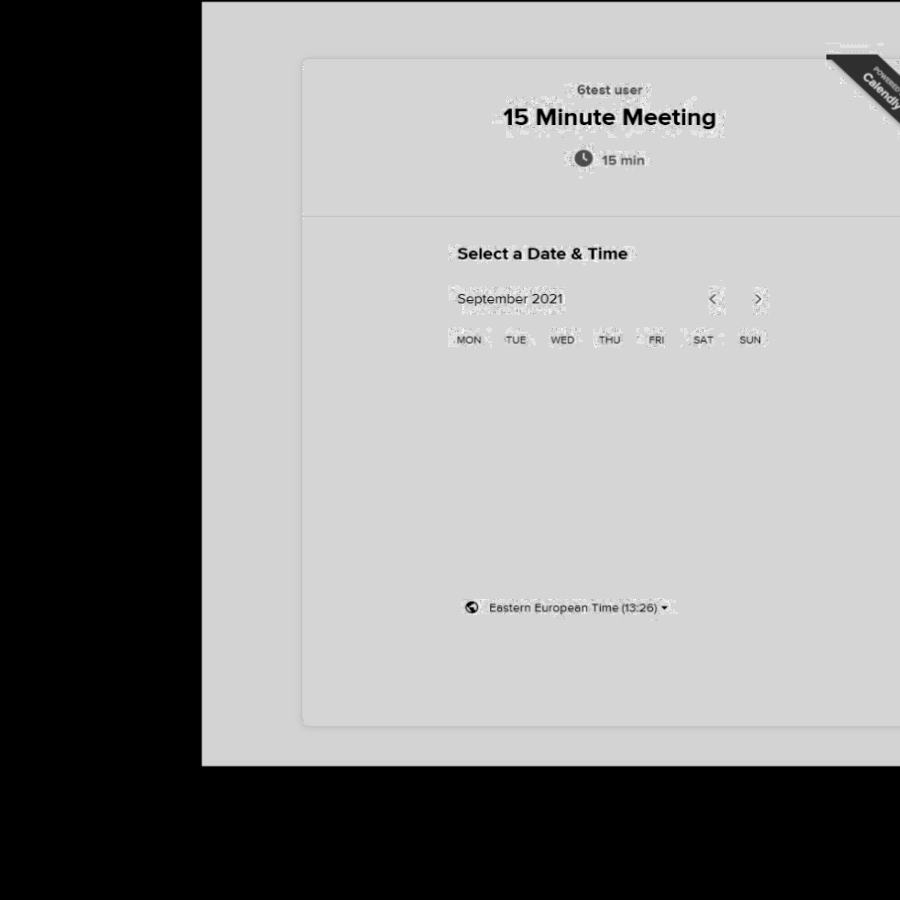 6test user
15 Minute Meeting
15 min
POWERED
Calendly
Select a Date & Time
September 2021
MON TUE WED THU FRI SAT SUN
Eastern European Time (13:26)